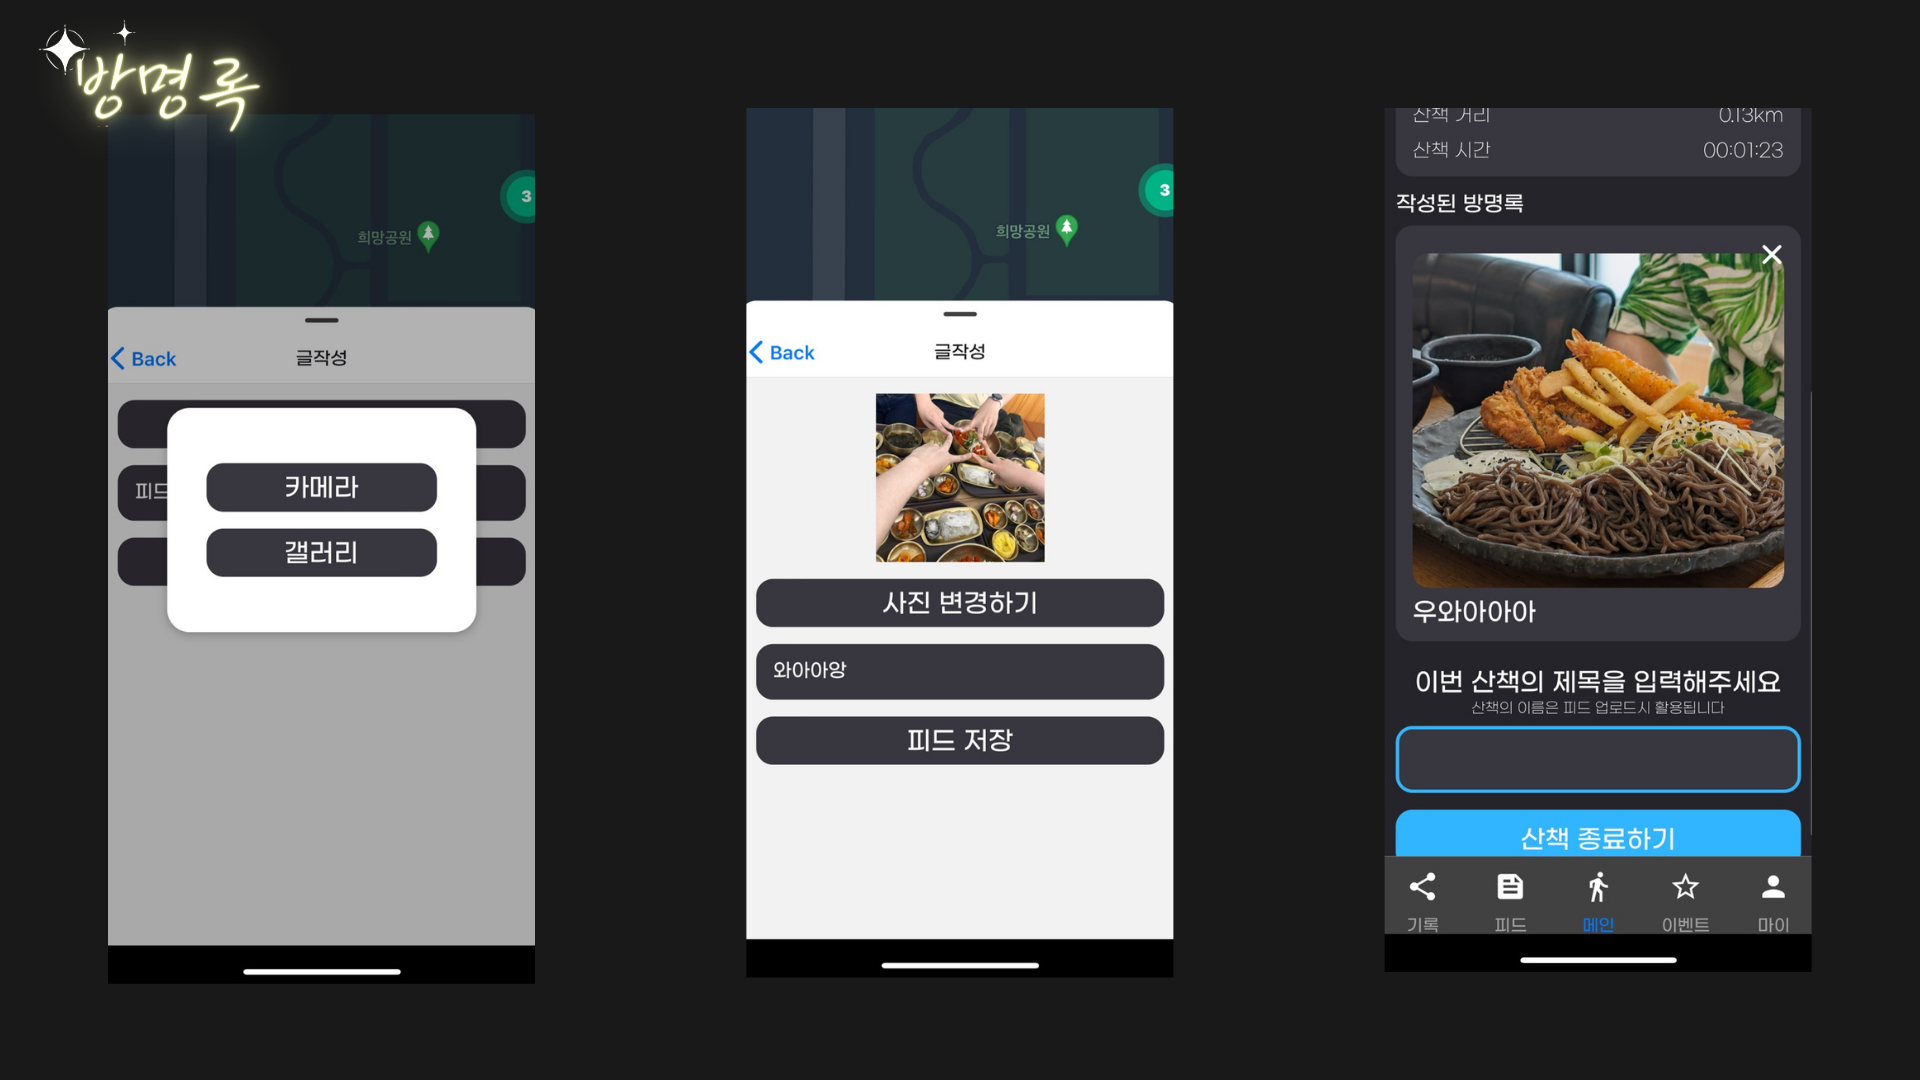 방명록
3
희망공원
Back
글작성
피드
카메라
갤러리
3
희망공원
Back
글작성
사진 변경하기
와아아앙
피드 저장
산책 거리 0.13km
산책 시간 00:01:23
작성된 방명록
우와아아아
이번 산책의 제목을 입력해주세요
산책의 이름은 피드 업로드시 활용됩니다
산책 종료하기
기록 피드 메인 이벤트 마이